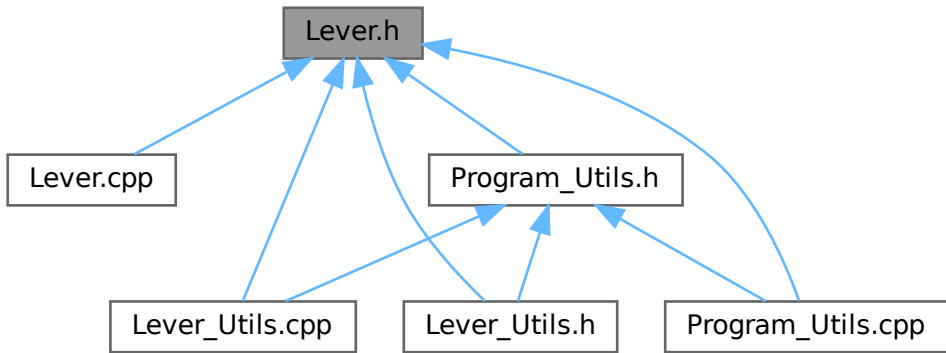 Lever.h
Lever.cpp
Program_Utils.h
Lever_Utils.cpp
Lever_Utils.h
Program_Utils.cpp